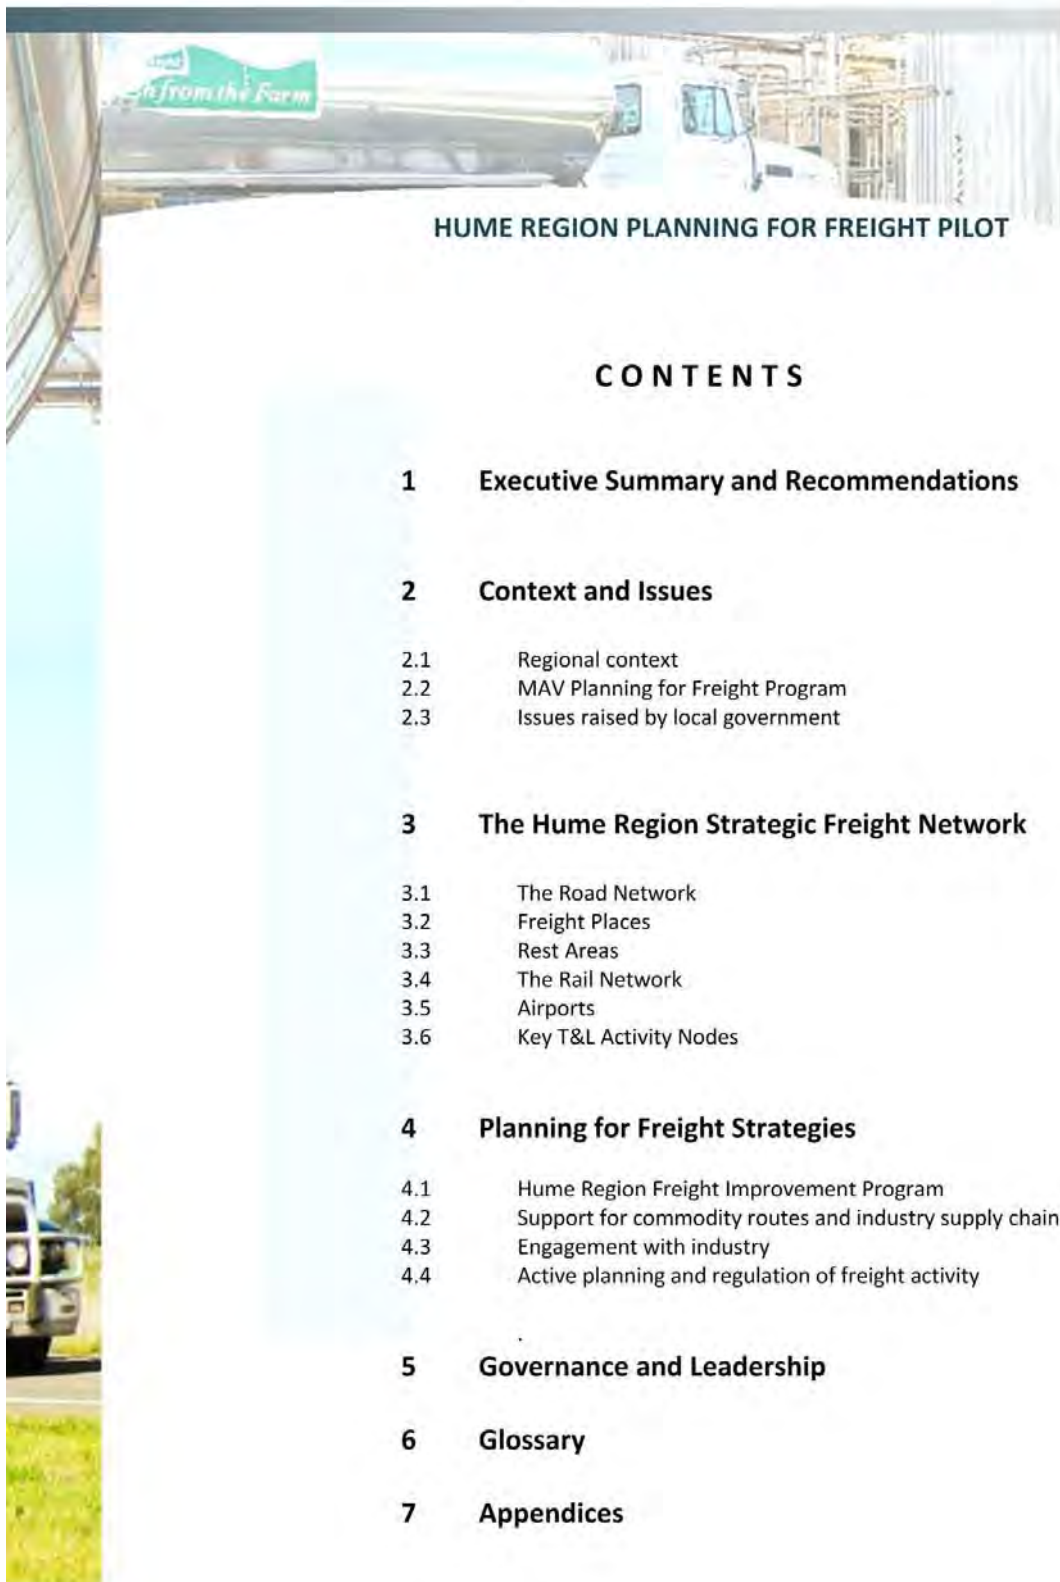 from the Farm
HUME REGION PLANNING FOR FREIGHT PILOT
CONTENTS
1 Executive Summary and Recommendations
2 Context and Issues
2.1 Regional context
2.2 MAV Planning for Freight Program
2.3 Issues raised by local government
3 The Hume Region Strategic Freight Network
3.1 The Road Network
3.2 Freight Places
3.3 Rest Areas
3.4 The Rail Network
3.5 Airports
3.6 Key T&L Activity Nodes
4 Planning for Freight Strategies
4.1 Hume Region Freight Improvement Program
4.2 Support for commodity routes and industry supply chain
4.3 Engagement with industry
4.4 Active planning and regulation of freight activity
.
5 Governance and Leadership
6 Glossary
7 Appendices